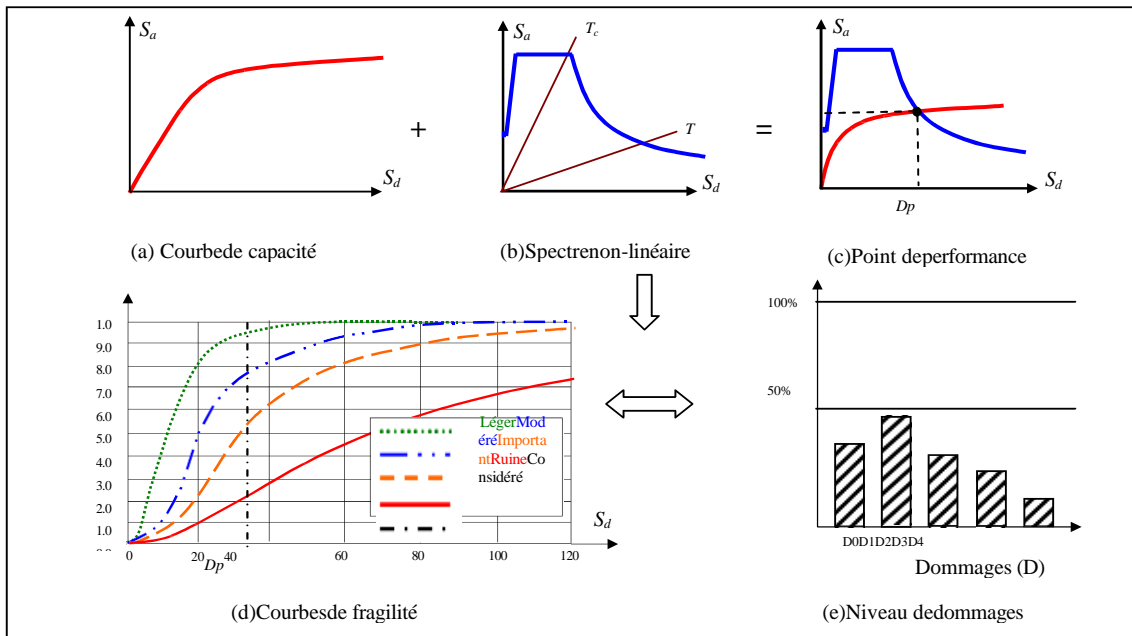 Sa
Sd
(a) Courbede capacité
+
Sa
Tc
T
Sd
(b)Spectrenon-linéaire
=
Sa
Sd
Dp
(c)Point deperformance
1.0
9.0
8.0
7.0
6.0
5.0
4.0
3.0
2.0
1.0
0 20 40 60 80 100 120
Dp
Sd
LégerMod
éréImporta
ntRuineCo
nsidéré
(d)Courbesde fragilité
100%
50%
D0D1D2D3D4
Dommages (D)
(e)Niveau dedommages